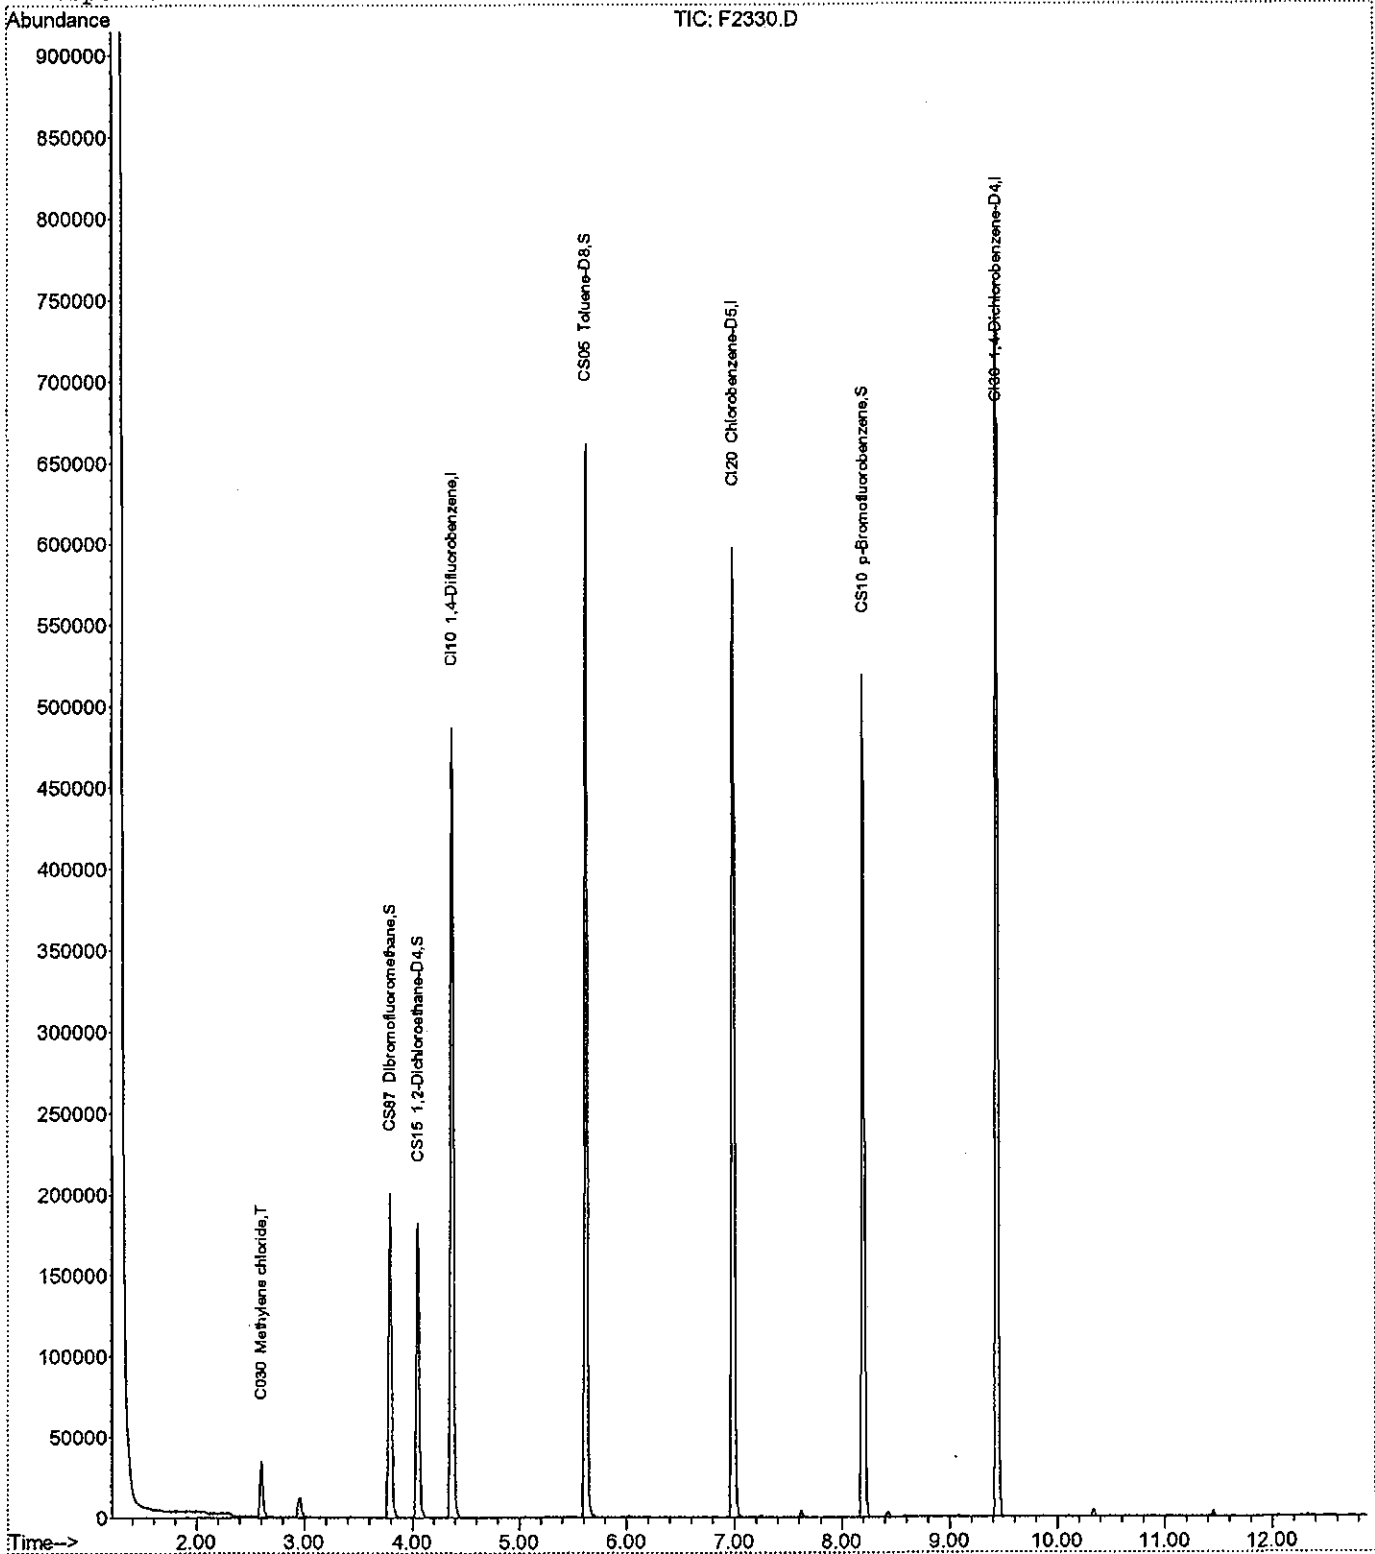 Abundance
TIC: F2330.D
900000
850000
800000
750000
700000
650000
600000
550000
500000
450000
400000
350000
300000
250000
200000
150000
100000
50000
0
C030 Methylene chloride,T
CS87 Dibromofluoromethane,S
CS15 1,2-Dichloroethane-D4,S
CI10 1,4-Difluorobenzene,I
CS05 Toluene-D8,S
CI20 Chlorobenzene-D5,I
CS10 p-Bromofluorobenzene,S
CI30 1,4-Dichlorobenzene-D4,I
Time-->
2.00 3.00 4.00 5.00 6.00 7.00 8.00 9.00 10.00 11.00 12.00